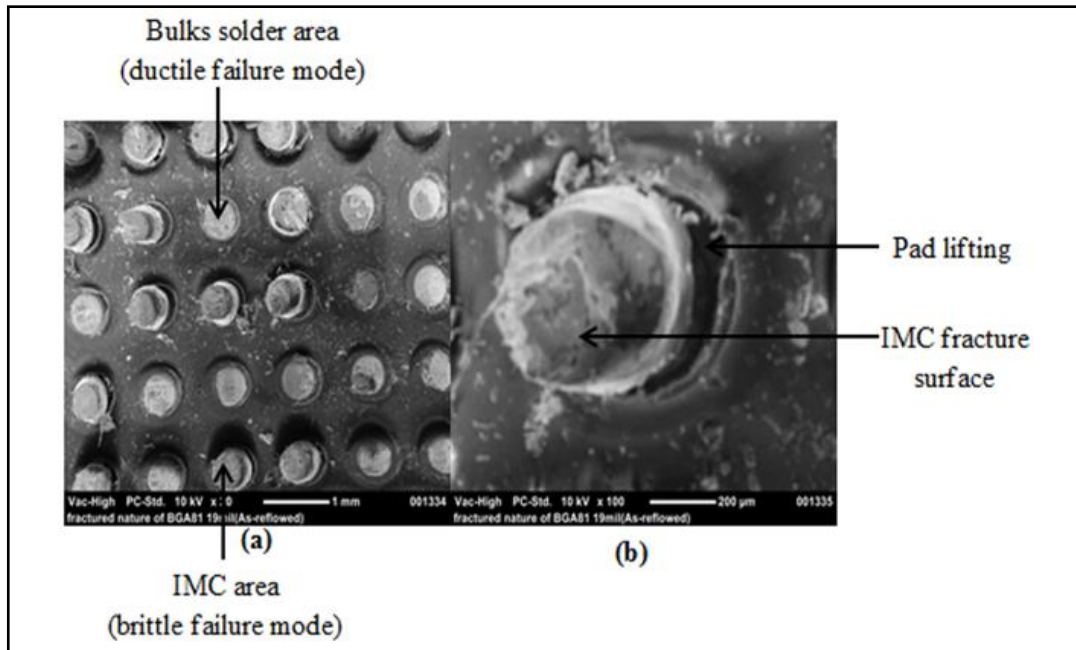 Bulks solder area
(ductile failure mode)
Pad lifting
IMC fracture
surface
Vac-High PC-Std. 10 kV x 0 1 mm 001334
fractured nature of BGA81 19mil(As-reflowed)
Vac-High PC-Std. 10 kV x 100 200 µm 001335
fractured nature of BGA81 19mil(As-reflowed)
(a)
(b)
IMC area
(brittle failure mode)